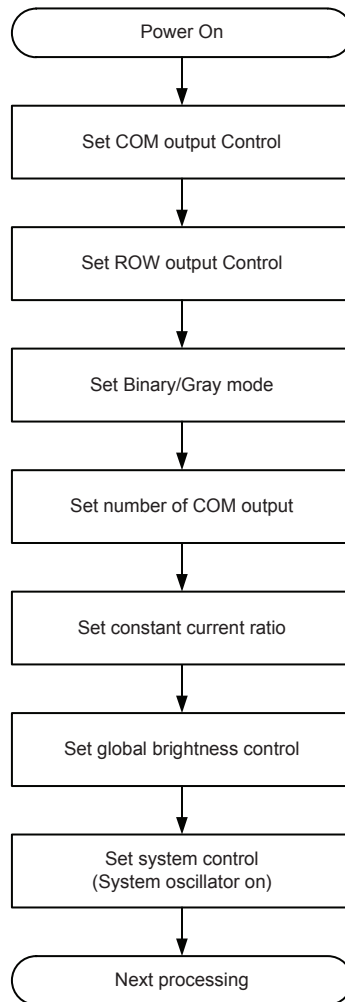 Power On
Set COM output Control
Set ROW output Control
Set Binary/Gray mode
Set number of COM output
Set constant current ratio
Set global brightness control
Set system control
(System oscillator on)
Next processing